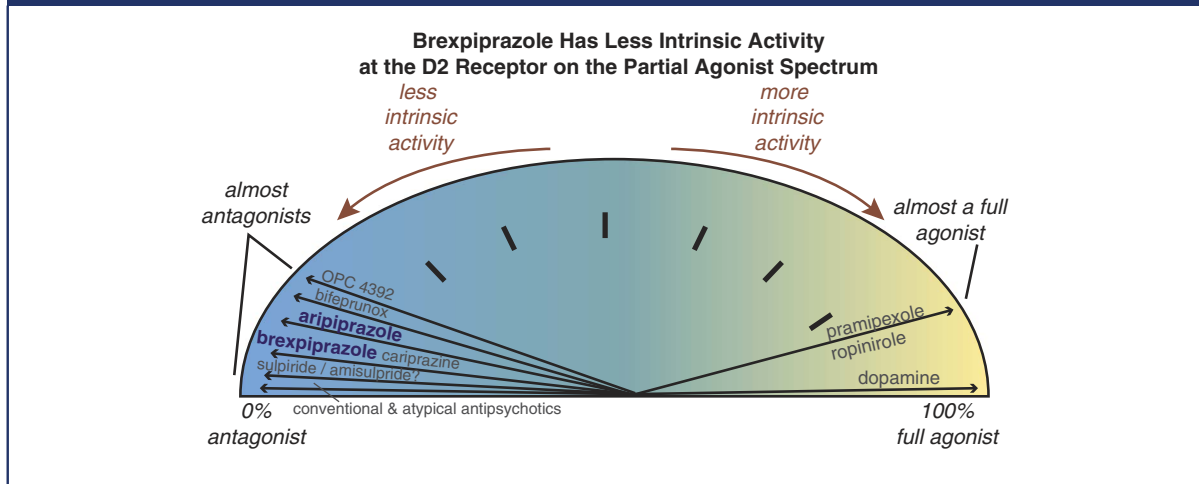 Brexpiprazole Has Less Intrinsic Activity
at the D2 Receptor on the Partial Agonist Spectrum
less
intrinsic
activity
more
intrinsic
activity
almost
antagonists
almost a full
agonist
OPC 4392
bifeprunox
aripiprazole
brexpiprazole cariprazine
sulpiride / amisulpride?
conventional & atypical antipsychotics
pramipexole
ropinirole
dopamine
0%
antagonist
100%
full agonist